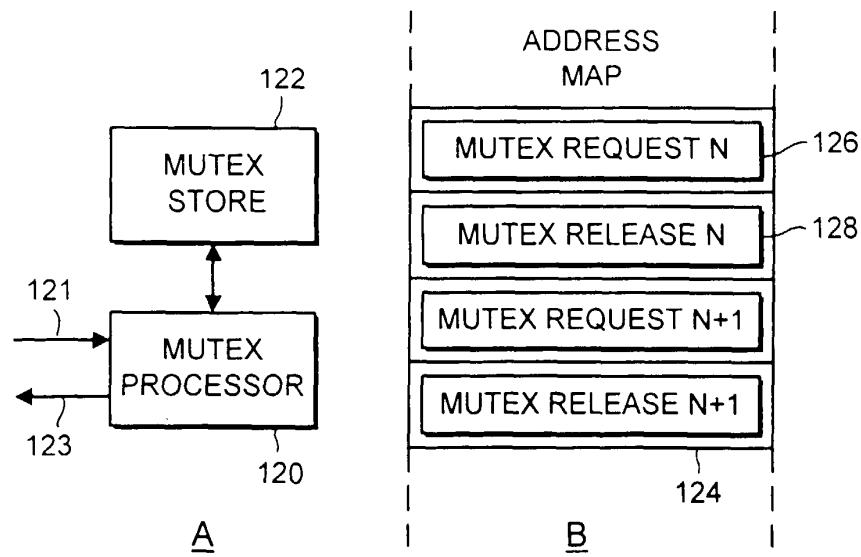 122
MUTEX
STORE
121
MUTEX
PROCESSOR
123
120
A
ADDRESS
MAP
MUTEX REQUEST N
126
MUTEX RELEASE N
128
MUTEX REQUEST N+1
MUTEX RELEASE N+1
124
B